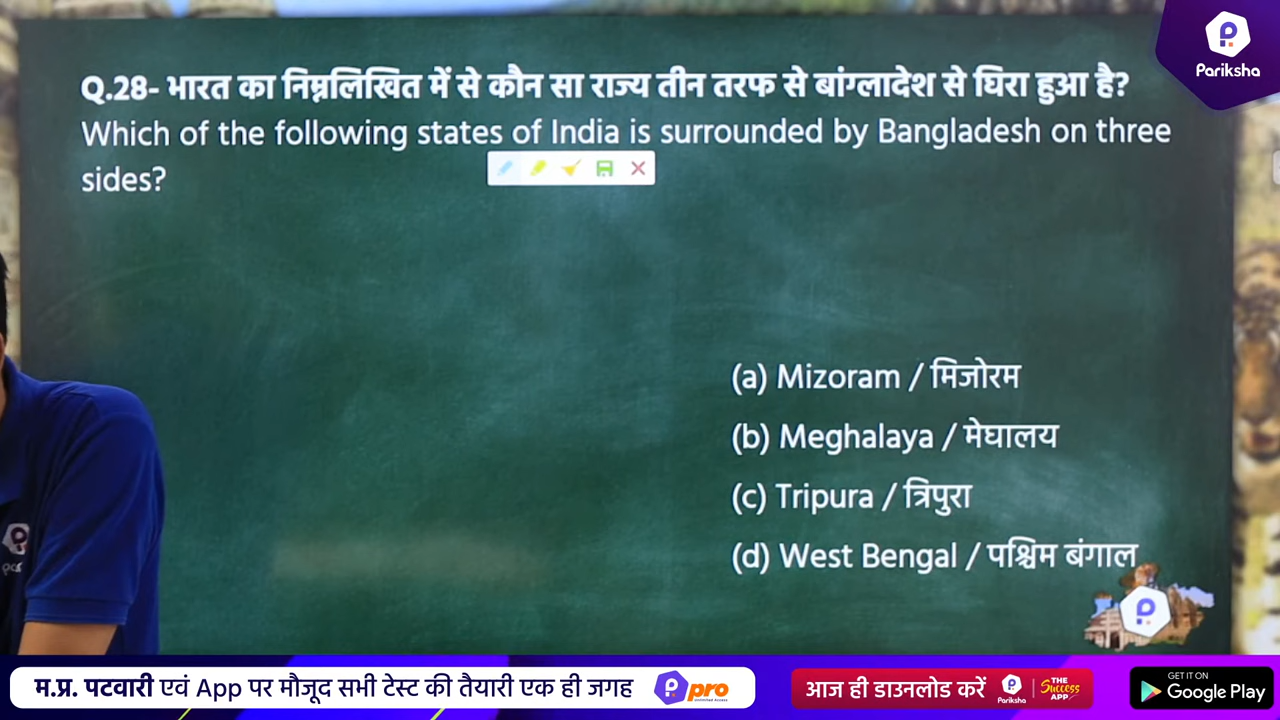 Pariksha
Q.28- भारत का निम्नलिखित में से कौन सा राज्य तीन तरफ से बांग्लादेश से घिरा हुआ है?
Which of the following states of India is surrounded by Bangladesh on three
sides?
(a) Mizoram / मिजोरम
(b) Meghalaya / मेघालय
(c) Tripura / त्रिपुरा
(d) West Bengal / पश्चिम बंगाल
म.प्र. पटवारी एवं App पर मौजूद सभी टेस्ट की तैयारी एक ही जगह
pro
आज ही डाउनलोड करें
Pariksha
THE
Success
APP
GET IT ON
Google Play